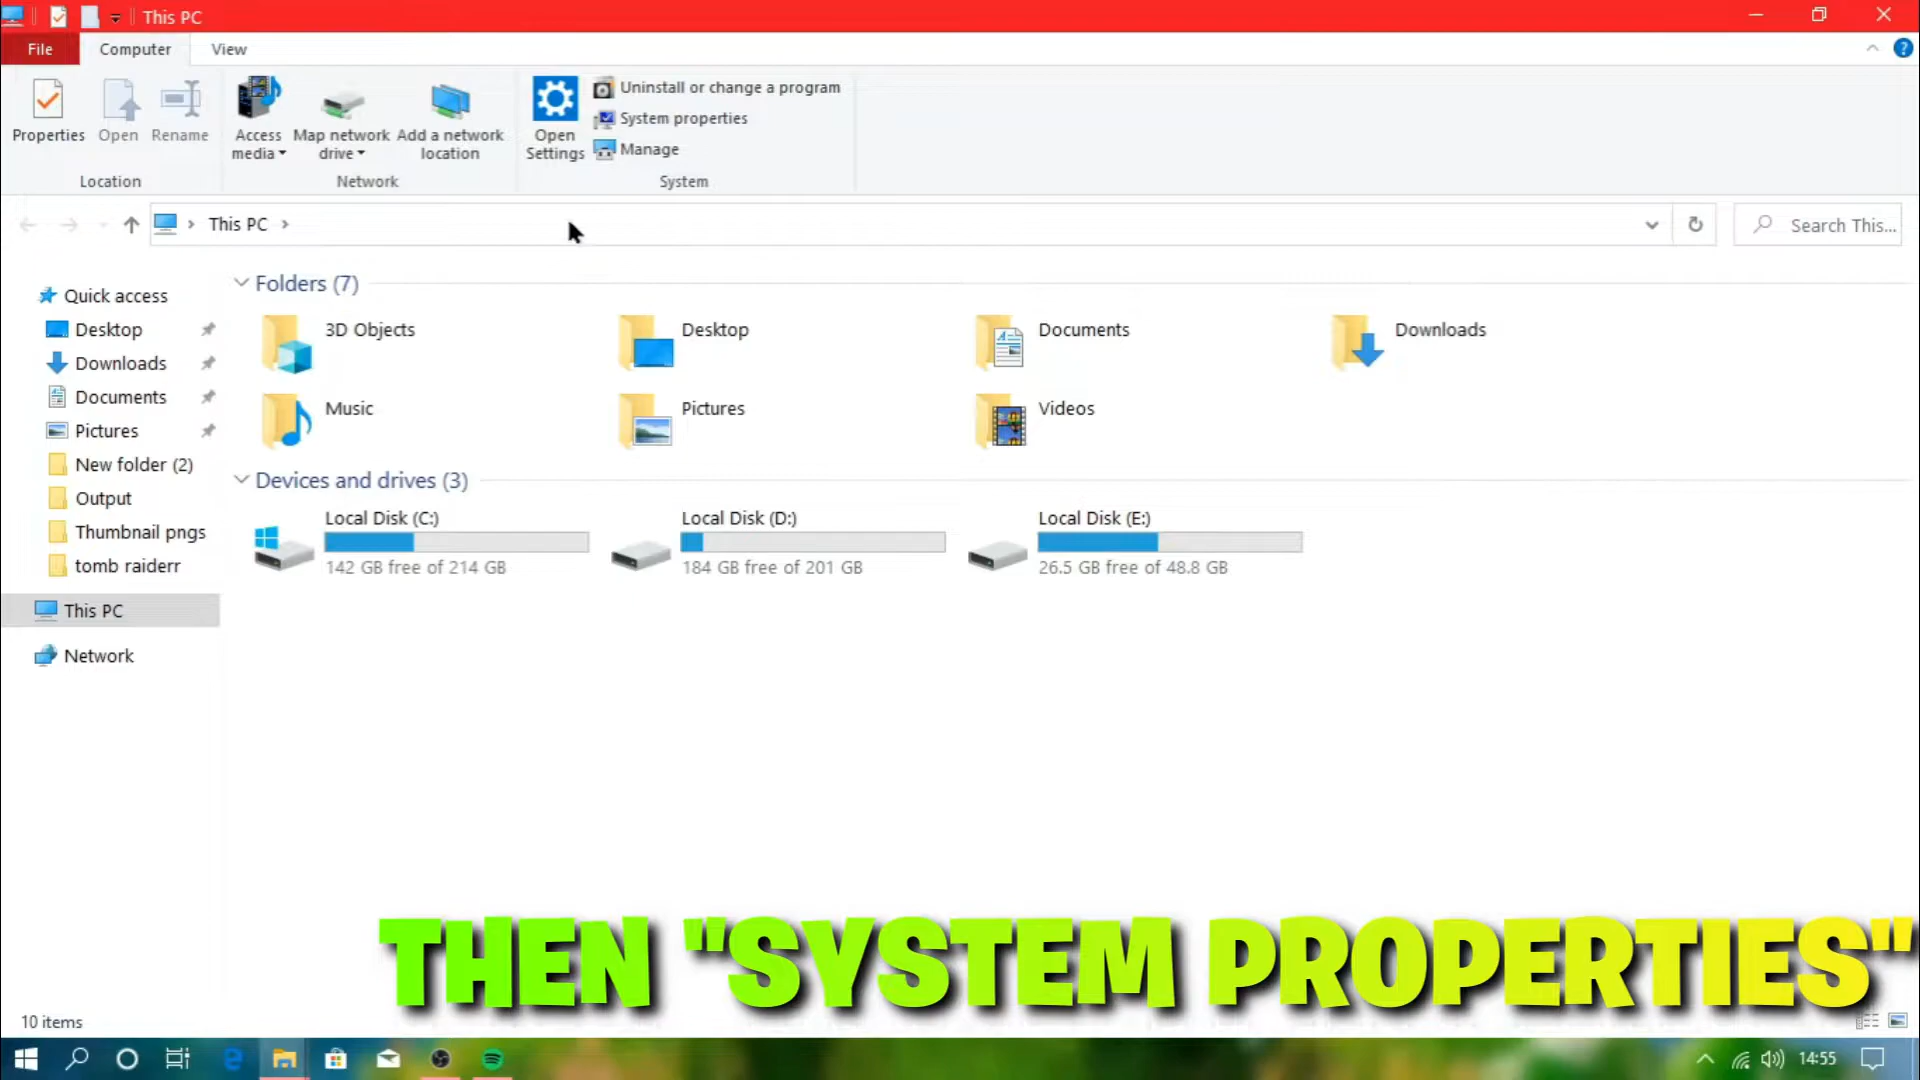 This PC
File
Computer
View
Properties
Open
Rename
Access media
Map network drive
Add a network location
Open Settings
Uninstall or change a program
System properties
Manage
Location
Network
System
This PC
Search This...
Folders (7)
3D Objects
Desktop
Documents
Downloads
Music
Pictures
Videos
Devices and drives (3)
Local Disk (C:)
142 GB free of 214 GB
Local Disk (D:)
184 GB free of 201 GB
Local Disk (E:)
26.5 GB free of 48.8 GB
Quick access
Desktop
Downloads
Documents
Pictures
New folder (2)
Output
Thumbnail pngs
tomb raiderr
This PC
Network
THEN "SYSTEM PROPERTIES"
10 items
14:55